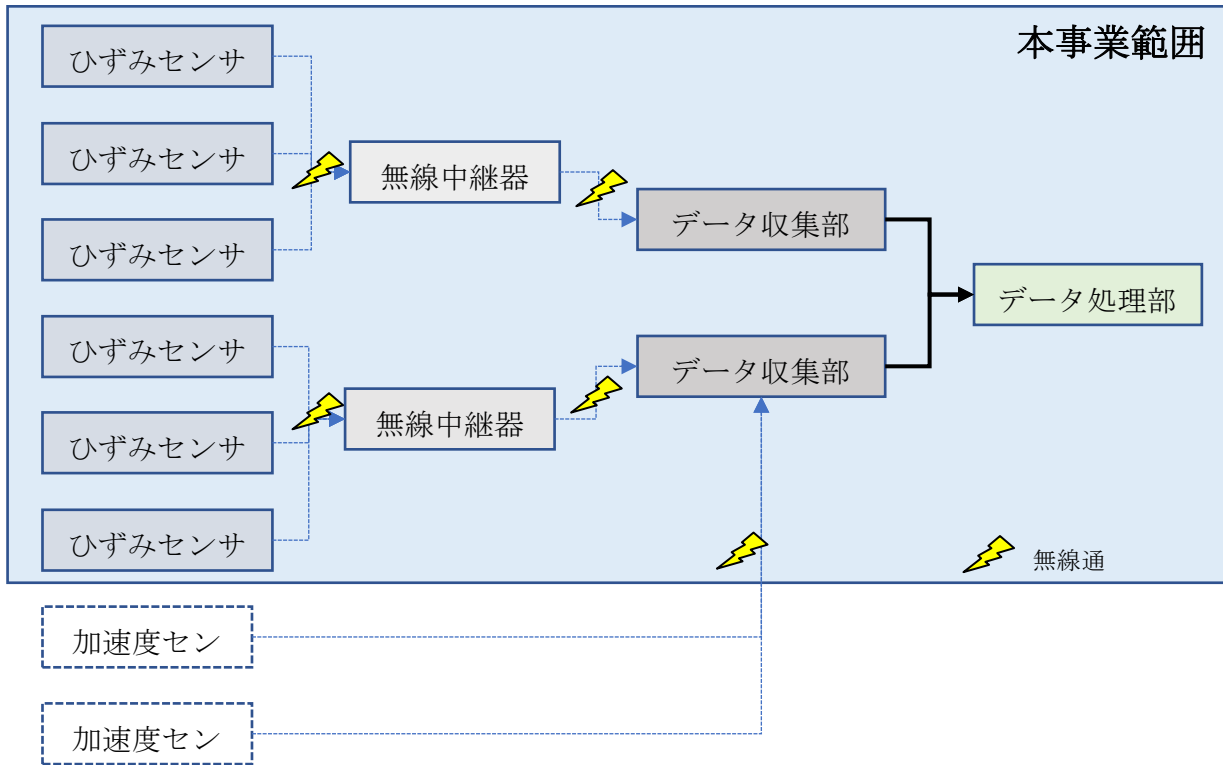 本事業範囲
ひずみセンサ
ひずみセンサ
ひずみセンサ
無線中継器
データ収集部
データ処理部
ひずみセンサ
ひずみセンサ
ひずみセンサ
無線中継器
データ収集部
無線通
加速度セン
加速度セン